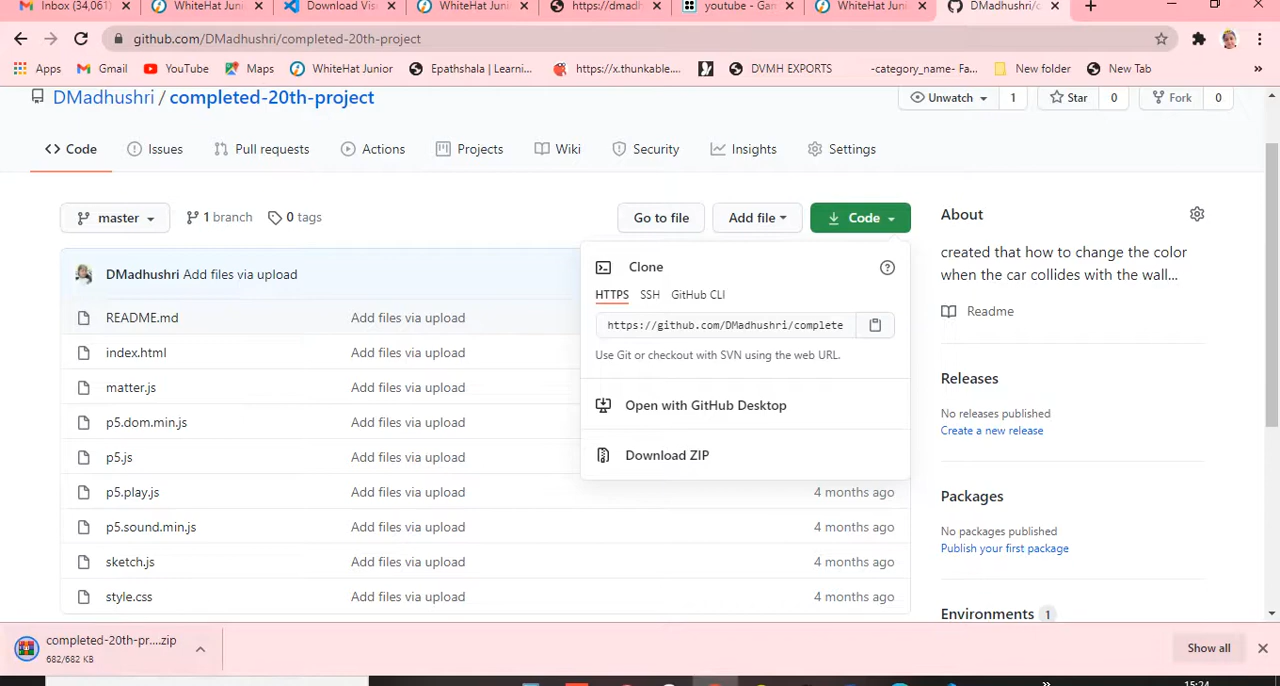 Inbox (34,061)
WhiteHat Juni
Download Vis
WhiteHat Juni
https://dmadh
youtube - Gam
WhiteHat Juni
DMadhushri/c
github.com/DMadhushri/completed-20th-project
Apps
Gmail
YouTube
Maps
WhiteHat Junior
Epathshala | Learni...
https://x.thunkable....
DVMH EXPORTS
-category_name- Fa...
New folder
New Tab
»
DMadhushri / completed-20th-project
Unwatch 1
Star 0
Fork 0
Code
Issues
Pull requests
Actions
Projects
Wiki
Security
Insights
Settings
master
1 branch
0 tags
Go to file
Add file
Code
DMadhushri Add files via upload
README.md Add files via upload
index.html Add files via upload
matter.js Add files via upload
p5.dom.min.js Add files via upload
p5.js Add files via upload
p5.play.js Add files via upload 4 months ago
p5.sound.min.js Add files via upload 4 months ago
sketch.js Add files via upload 4 months ago
style.css Add files via upload 4 months ago
Clone
HTTPS SSH GitHub CLI
https://github.com/DMadhushri/complete
Use Git or checkout with SVN using the web URL.
Open with GitHub Desktop
Download ZIP
About
created that how to change the color
when the car collides with the wall...
Readme
Releases
No releases published
Create a new release
Packages
No packages published
Publish your first package
Environments 1
completed-20th-pr....zip
682/682 KB
Show all
15:24